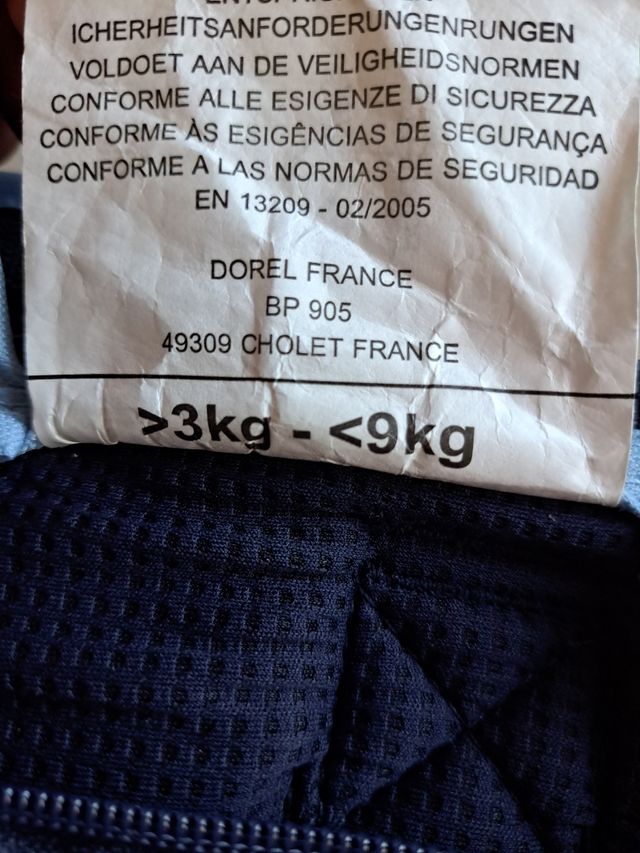 ICHERHEITSANFORDERUNGENRUNGEN
VOLDOET AAN DE VEILIGHEIDSNORMEN
CONFORME ALLE ESIGENZE DI SICUREZZA
CONFORME ÀS ESIGÊNCIAS DE SEGURANÇA
CONFORME A LAS NORMAS DE SEGURIDAD
EN 13209 - 02/2005
DOREL FRANCE
BP 905
49309 CHOLET FRANCE
>3kg - <9kg